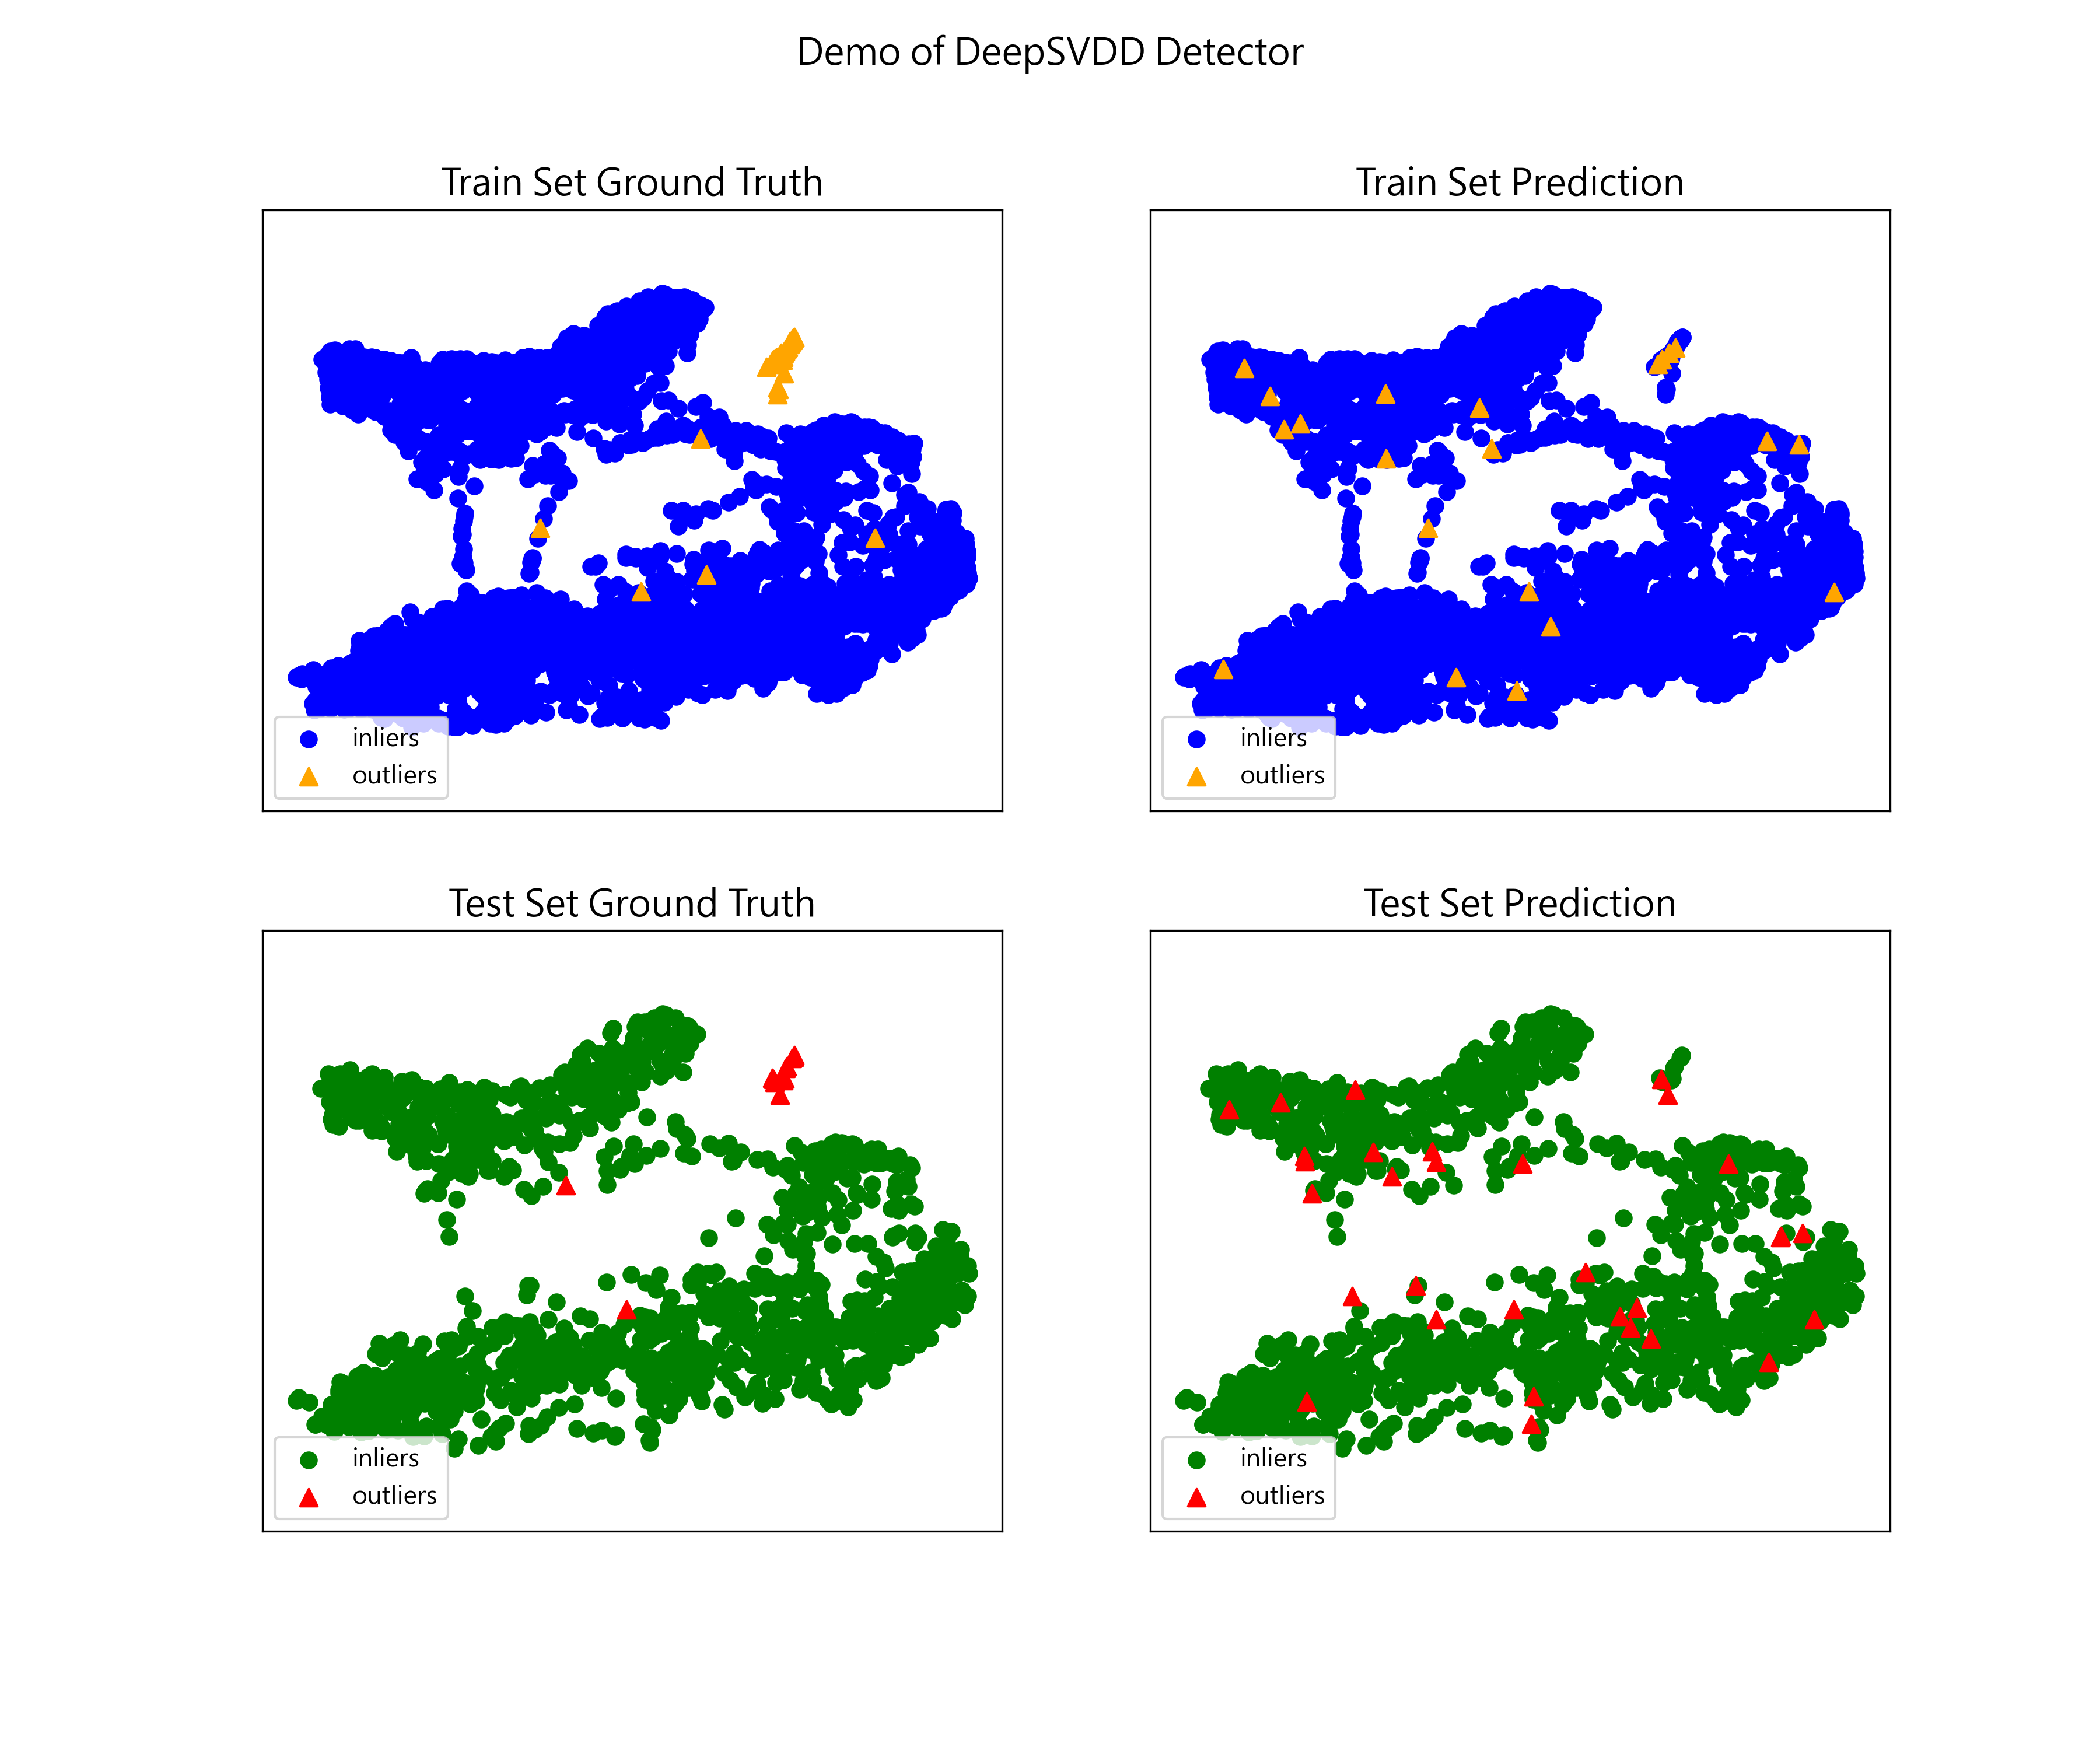 Demo of DeepSVDD Detector
Train Set Ground Truth
inliers
outliers
Train Set Prediction
inliers
outliers
Test Set Ground Truth
inliers
outliers
Test Set Prediction
inliers
outliers